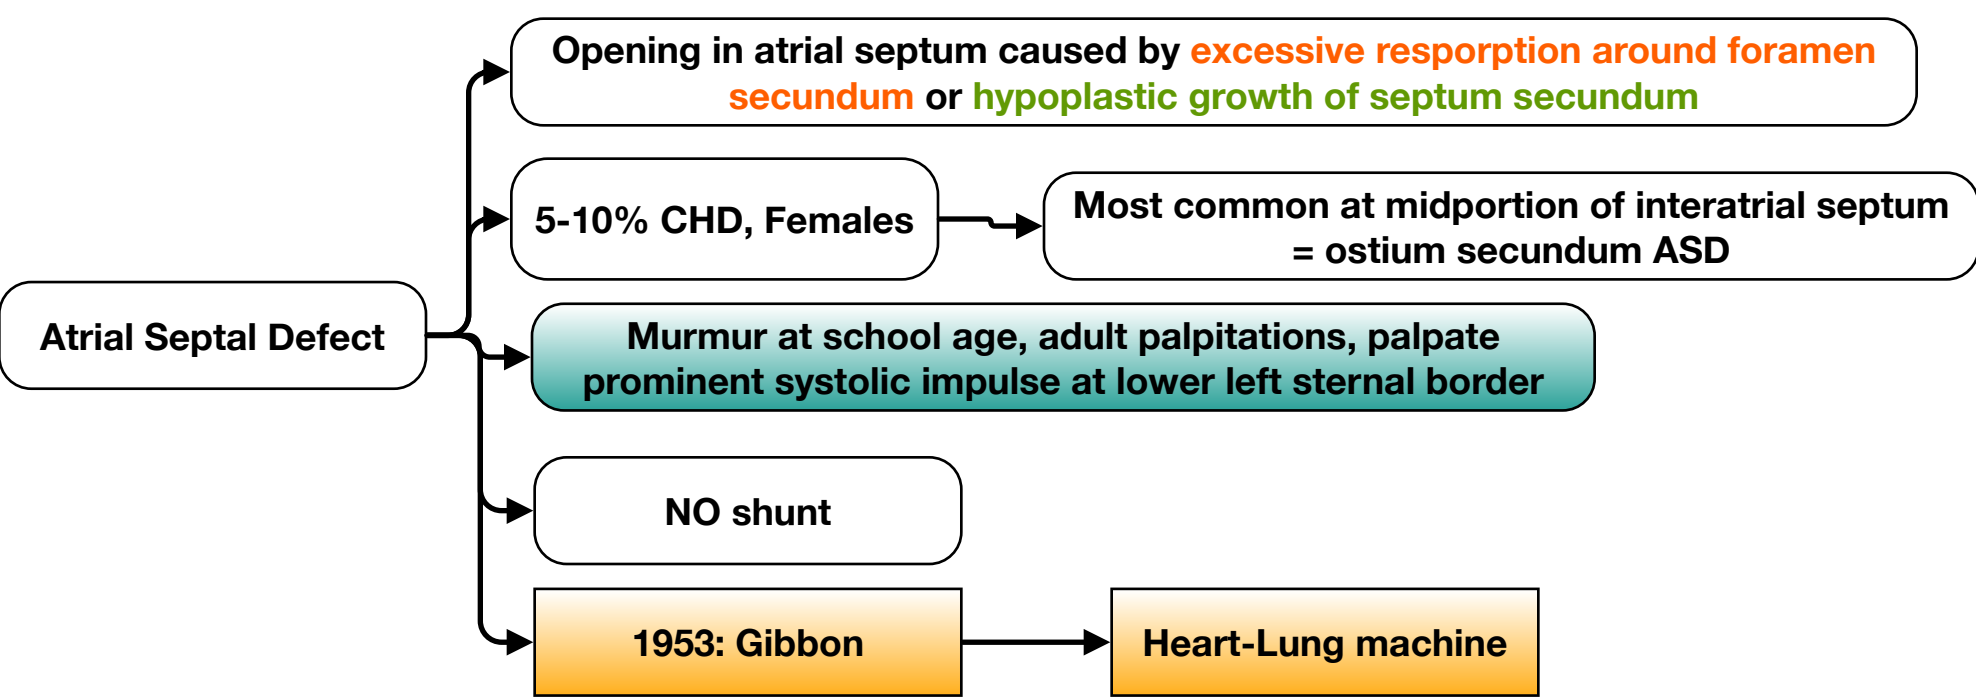 Opening in atrial septum caused by excessive resporption around foramen
secundum or hypoplastic growth of septum secundum
5-10% CHD, Females
Most common at midportion of interatrial septum
= ostium secundum ASD
Atrial Septal Defect
Murmur at school age, adult palpitations, palpate
prominent systolic impulse at lower left sternal border
NO shunt
1953: Gibbon
Heart-Lung machine